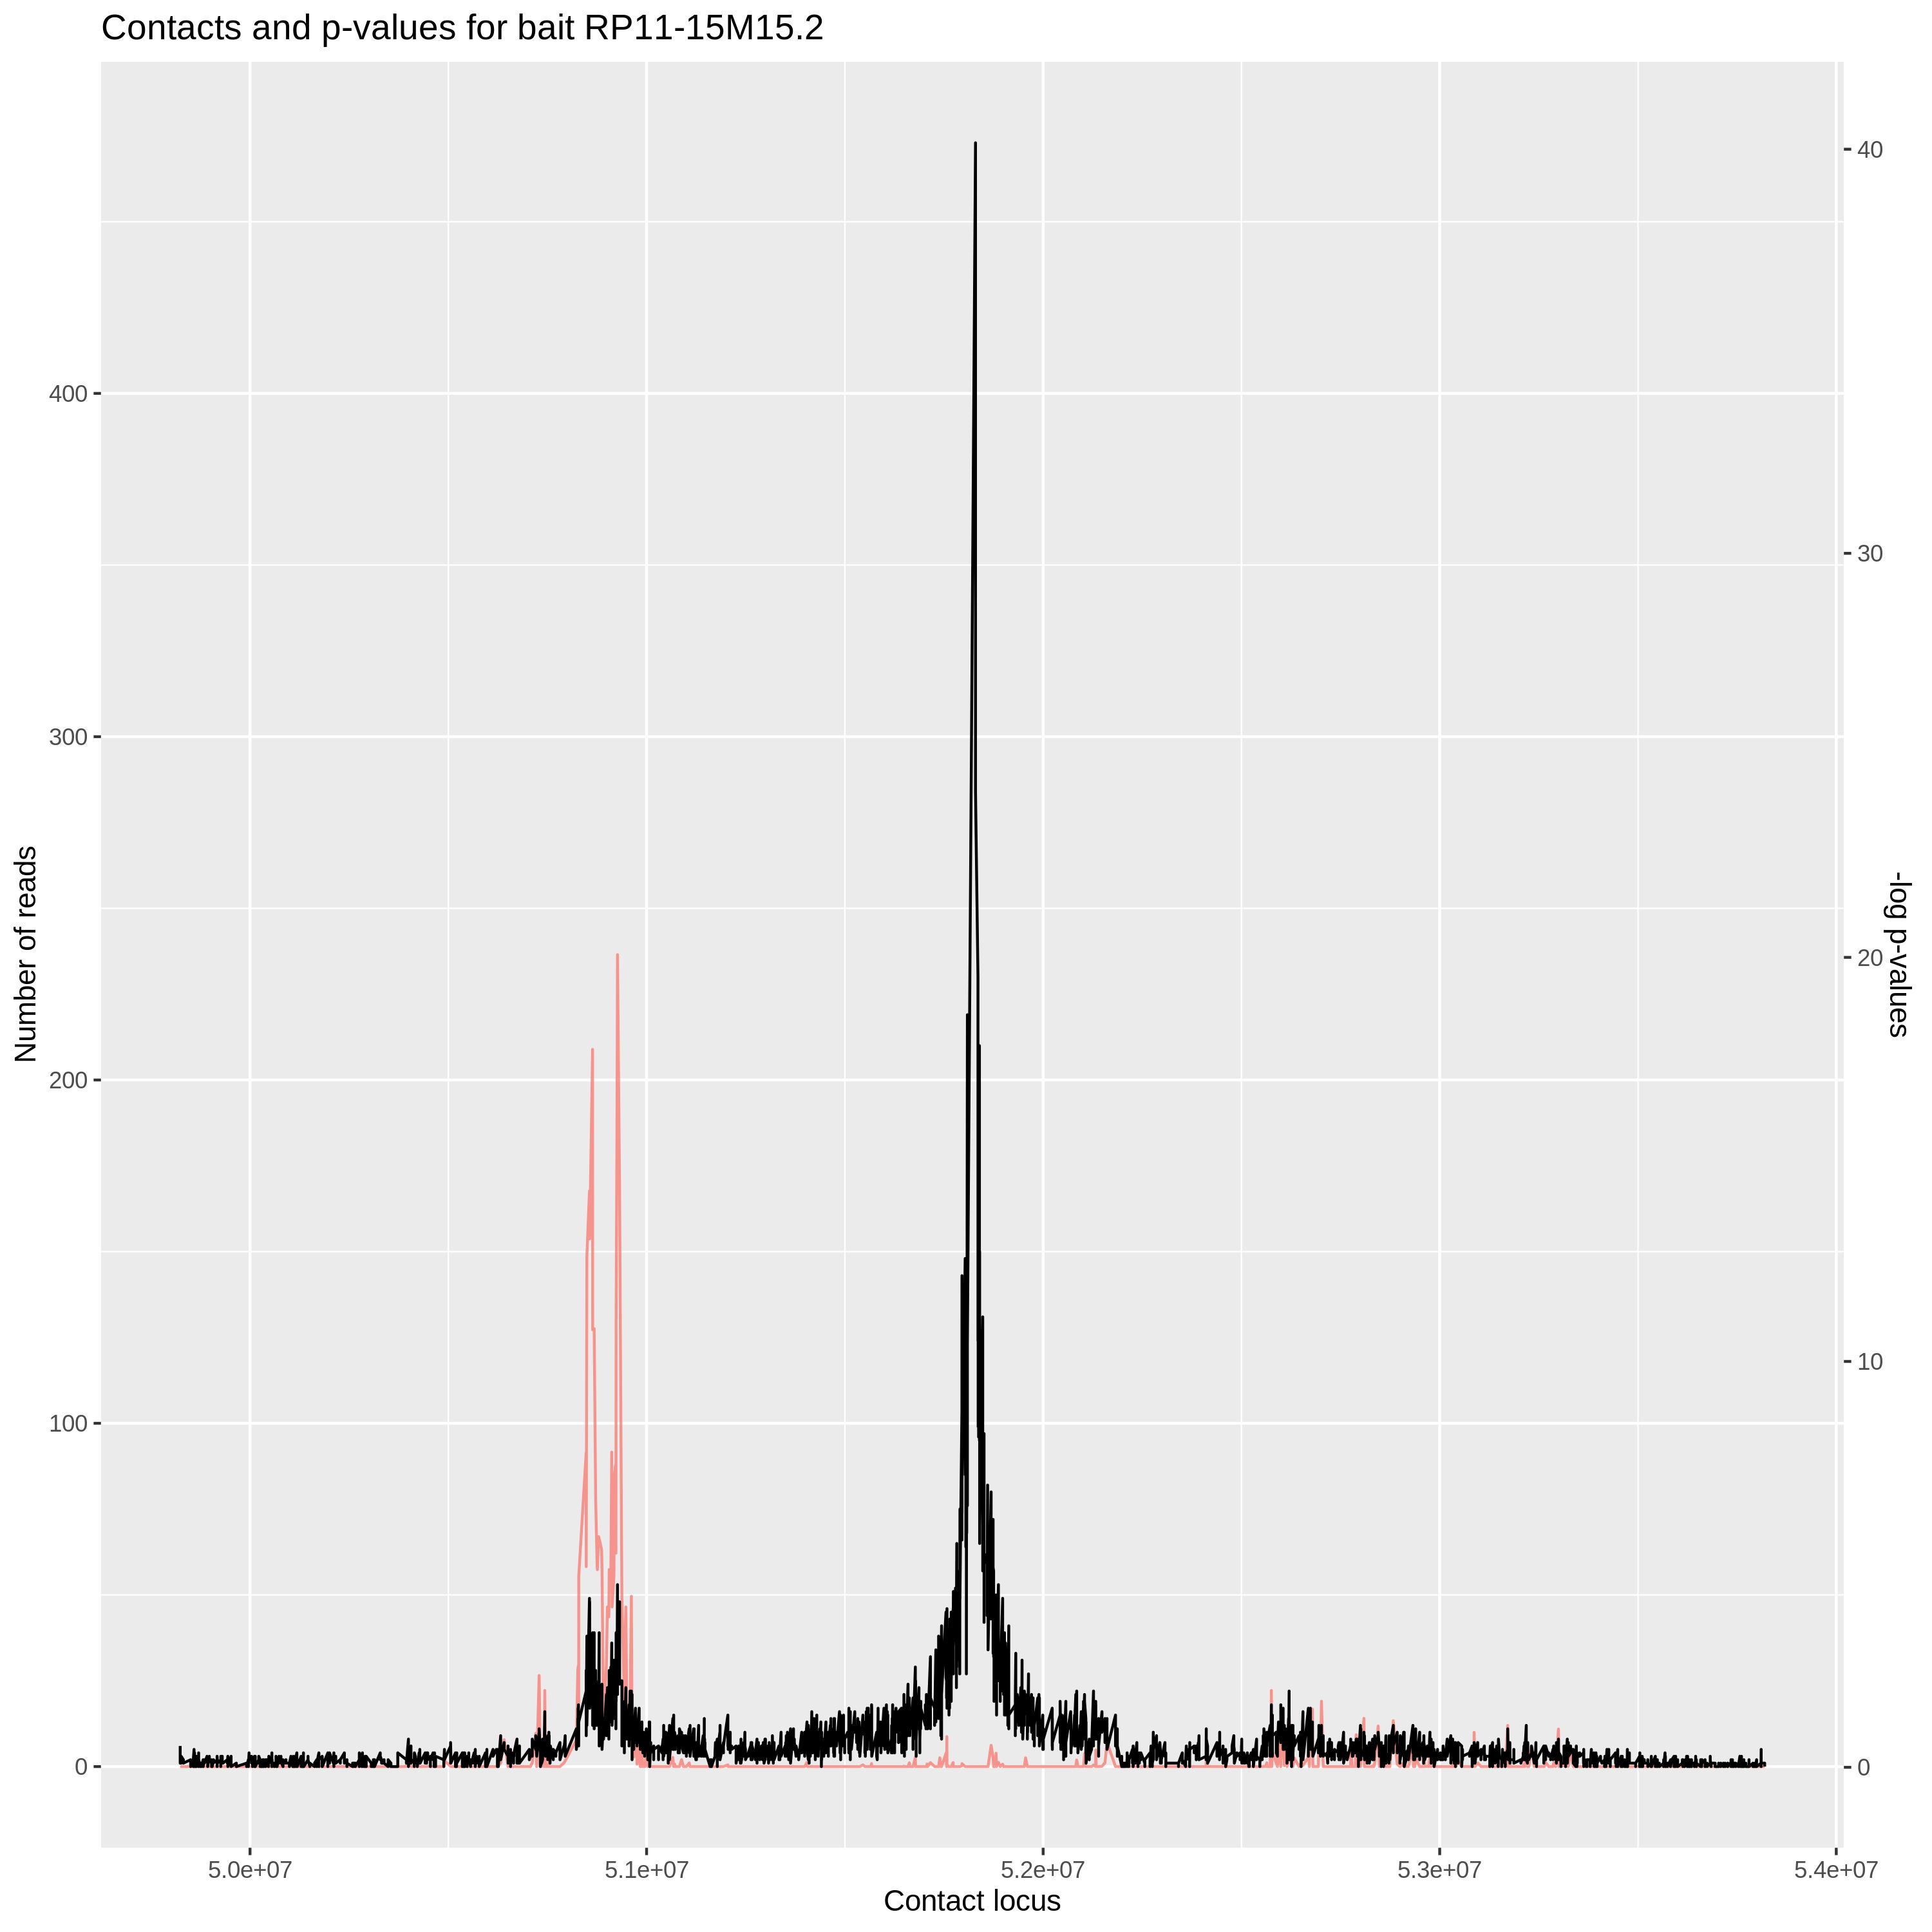 Contacts and p-values for bait RP11-15M15.2
Number of reads
400
300
200
100
0
40
30
20
10
0
-log p-values
5.0e+07
5.1e+07
5.2e+07
5.3e+07
5.4e+07
Contact locus